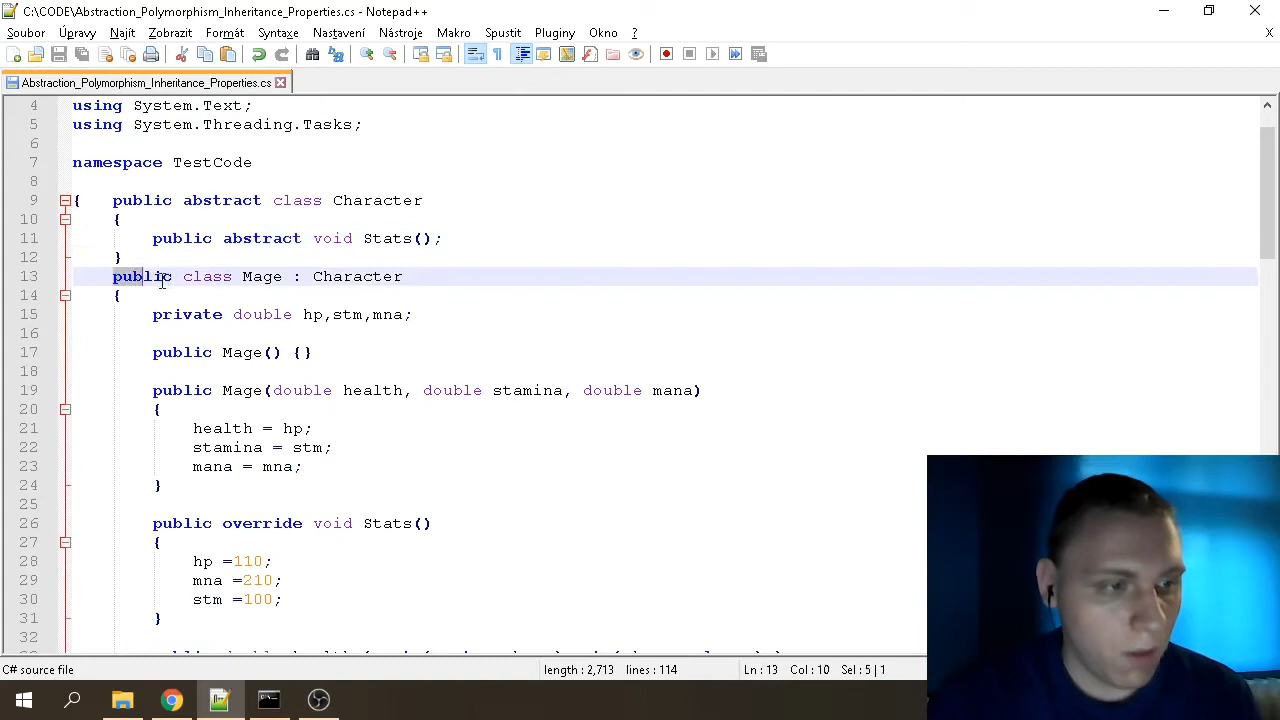 C:\CODE\Abstraction_Polymorphism_Inheritance_Properties.cs - Notepad++
Soubor Úpravy Najít Zobrazit Formát Syntaxe Nastavení Nástroje Makro Spustit Pluginy Okno ? X
Abstraction_Polymorphism_Inheritance_Properties.cs
4 using System.Text;
5 using System.Threading.Tasks;
6
7 namespace TestCode
8
9 { public abstract class Character
10 {
11 public abstract void Stats();
12 }
13 public class Mage : Character
14 {
15 private double hp,stm,mna;
16
17 public Mage() {}
18
19 public Mage(double health, double stamina, double mana)
20 {
21 health = hp;
22 stamina = stm;
23 mana = mna;
24 }
25
26 public override void Stats()
27 {
28 hp =110;
29 mna =210;
30 stm =100;
31 }
32
C# source file length : 2,713 lines : 114 Ln : 13 Col : 10 Sel : 5 | 1